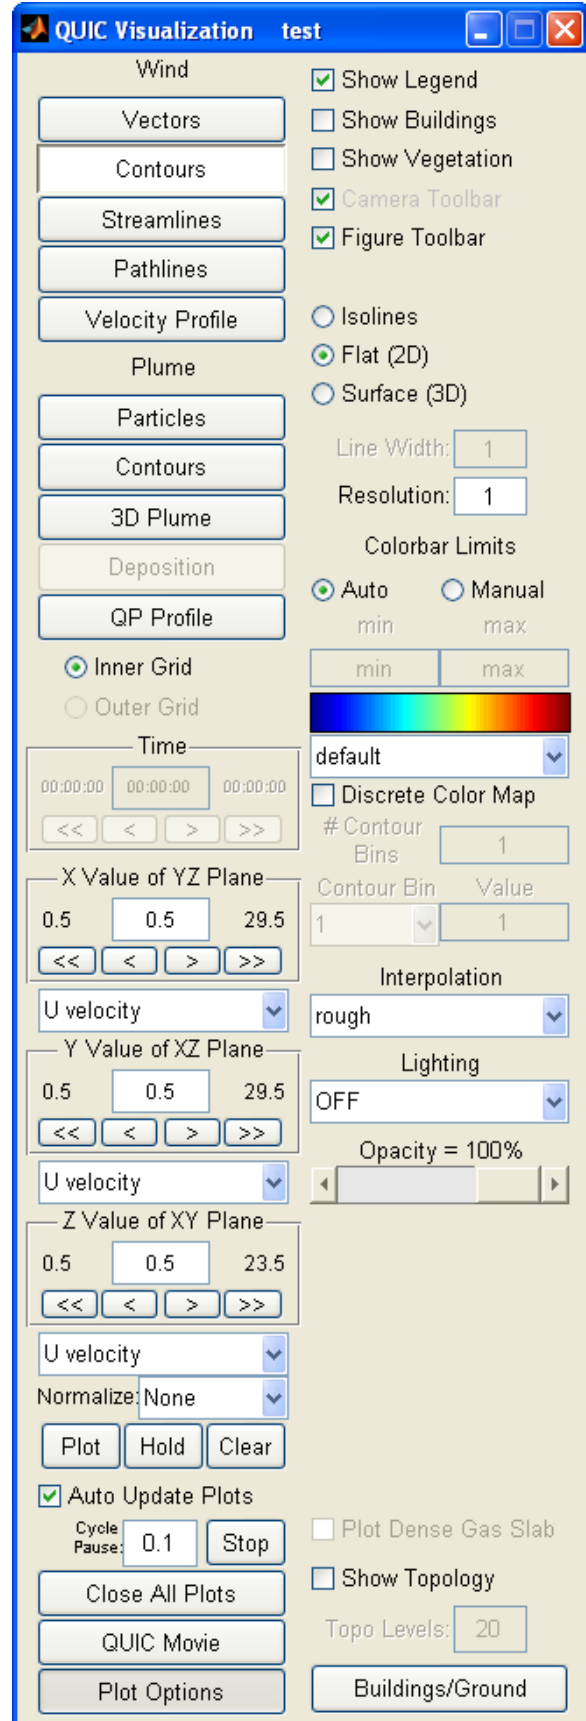 QUIC Visualization test
Wind
Vectors
Contours
Streamlines
Pathlines
Velocity Profile
Plume
Particles
Contours
3D Plume
Deposition
QP Profile
Inner Grid
Outer Grid
Time
00:00:00 00:00:00 00:00:00
<< < > >>
X Value of YZ Plane
0.5 0.5 29.5
<< < > >>
U velocity
Y Value of XZ Plane
0.5 0.5 29.5
<< < > >>
U velocity
Z Value of XY Plane
0.5 0.5 23.5
<< < > >>
U velocity
Normalize: None
Plot Hold Clear
Auto Update Plots
Cycle
Pause: 0.1 Stop
Close All Plots
QUIC Movie
Plot Options
Show Legend
Show Buildings
Show Vegetation
Camera Toolbar
Figure Toolbar
Isolines
Flat (2D)
Surface (3D)
Line Width: 1
Resolution: 1
Colorbar Limits
Auto Manual
min max
min max
default
Discrete Color Map
# Contour
Bins 1
Contour Bin Value
1 1
Interpolation
rough
Lighting
OFF
Opacity = 100%
Plot Dense Gas Slab
Show Topology
Topo Levels: 20
Buildings/Ground